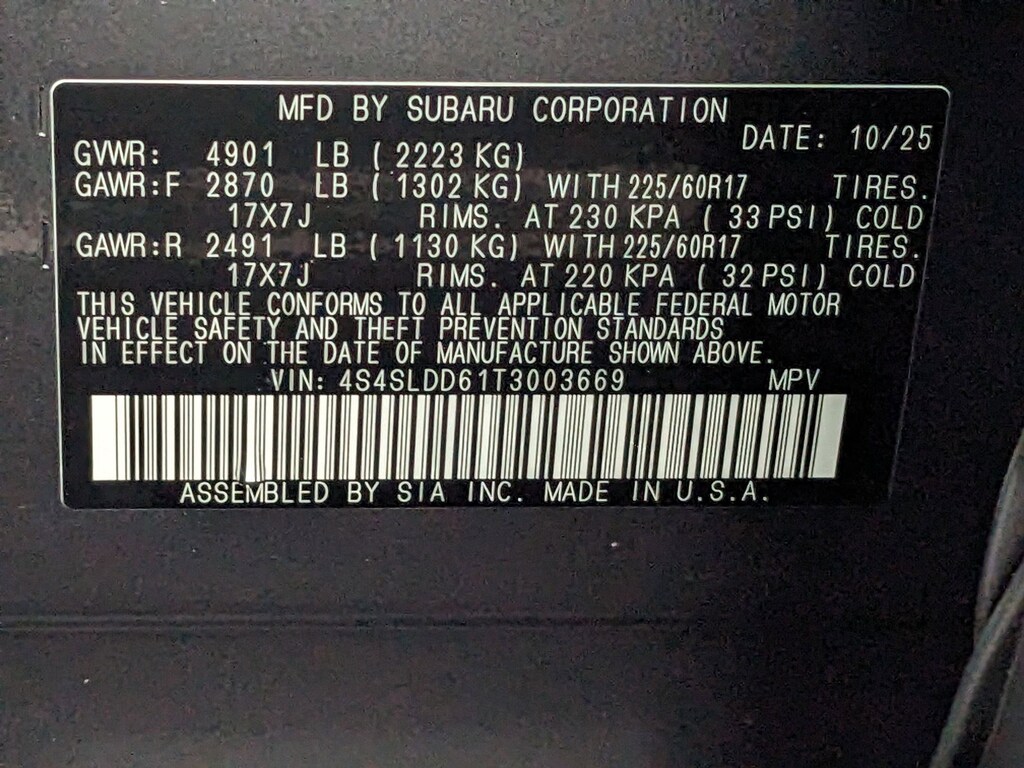 MFD BY SUBARU CORPORATION
DATE: 10/25
GVWR: 4901 LB ( 2223 KG)
GAWR:F 2870 LB ( 1302 KG) WITH 225/60R17 TIRES.
17X7J RIMS. AT 230 KPA ( 33 PSI) COLD
GAWR:R 2491 LB ( 1130 KG) WITH 225/60R17 TIRES.
17X7J RIMS. AT 220 KPA ( 32 PSI) COLD
THIS VEHICLE CONFORMS TO ALL APPLICABLE FEDERAL MOTOR
VEHICLE SAFETY AND THEFT PREVENTION STANDARDS
IN EFFECT ON THE DATE OF MANUFACTURE SHOWN ABOVE.
VIN: 4S4SLDD61T3003669 MPV
ASSEMBLED BY SIA INC. MADE IN U.S.A.